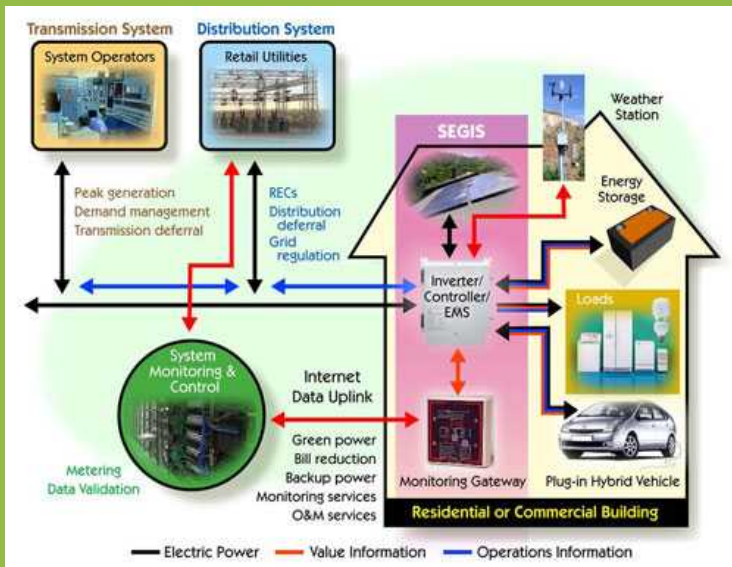 Transmission System
System Operators
Distribution System
Retail Utilities
Peak generation
Demand management
Transmission deferral
RECs
Distribution
deferral
Grid
regulation
SEGIS
Weather
Station
Energy
Storage
Inverter/
Controller/
EMS
Loads
System
Monitoring &
Control
Internet
Data Uplink
Green power
Bill reduction
Backup power
Monitoring services
O&M services
Metering
Data Validation
Monitoring Gateway
Plug-in Hybrid Vehicle
Residential or Commercial Building
Electric Power
Value Information
Operations Information